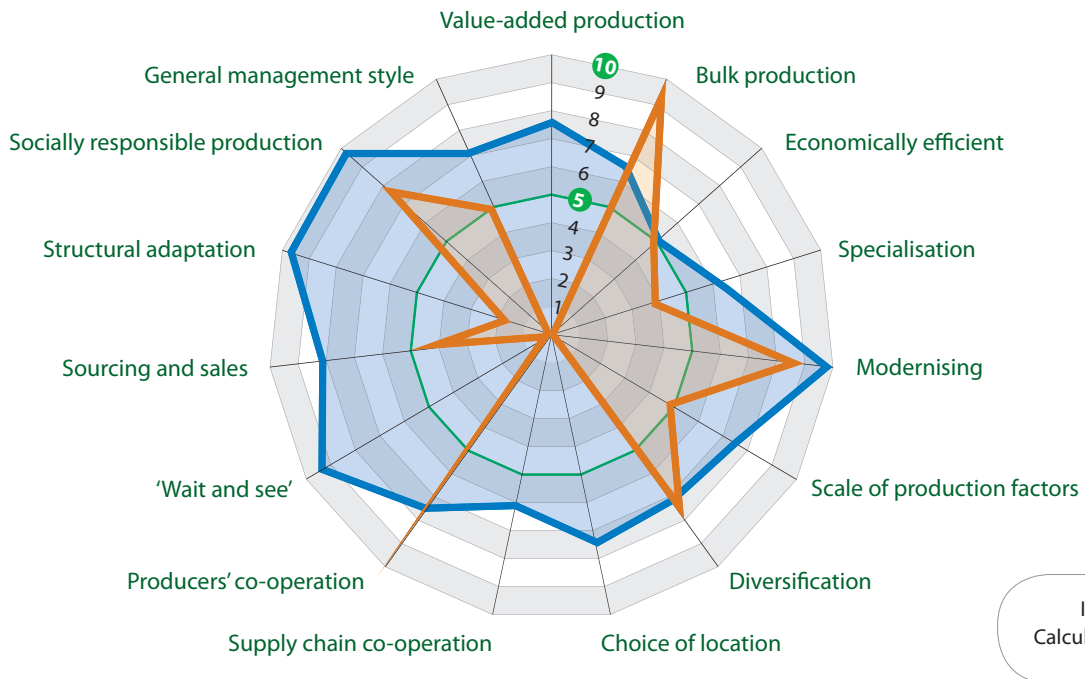 Value-added production
General management style
10
Bulk production
9
8
Socially responsible production
7
Economically efficient
6
5
4
Structural adaptation
3
Specialisation
2
1
Sourcing and sales
Modernising
'Wait and see'
Scale of production factors
Producers' co-operation
Diversification
Supply chain co-operation
Choice of location